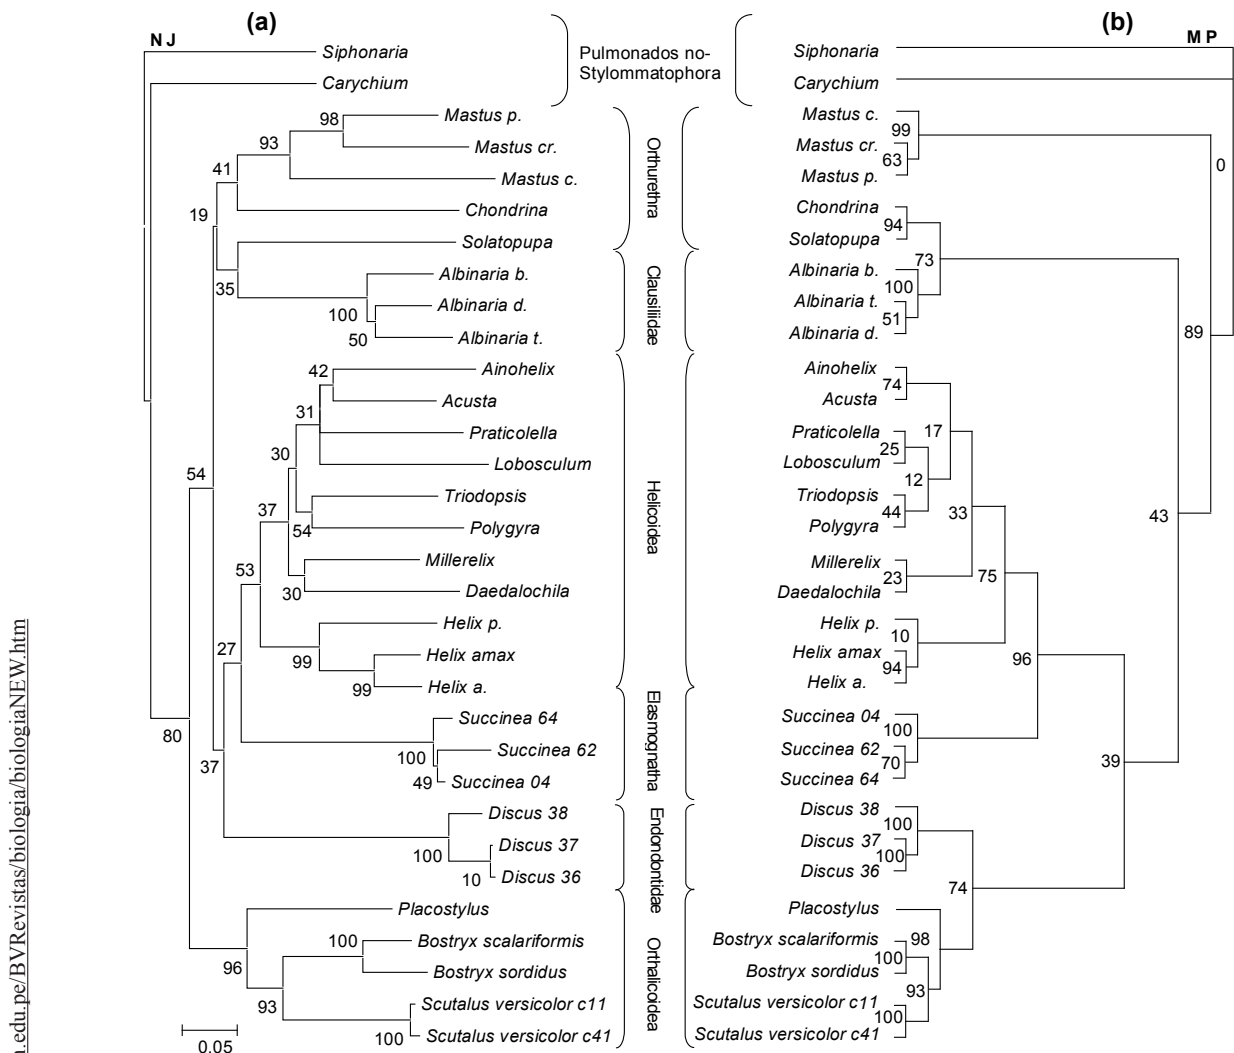 (a)
NJ
Siphonaria
Carychium
98
Mastus p.
93
Mastus cr.
41
Mastus c.
19
Chondrina
Solatopupa
35
Albinaria b.
Albinaria d.
100
Albinaria t.
50
42
Ainohelix
Acusta
31
Praticolella
30
Lobosculum
54
Triodopsis
37
Polygyra
54
Millerelix
53
Daedalochila
30
Helix p.
27
Helix amax
99
Helix a.
99
Succinea 64
80
Succinea 62
100
37
Succinea 04
49
Discus 38
Discus 37
100
Discus 36
10
Placostylus
100
Bostryx scalariformis
96
Bostryx sordidus
93
Scutalus versicolor c11
100
Scutalus versicolor c41
0.05
Pulmonados no-
Stylommatophora
Orthurethra
Clausiliidae
Helicoidea
Elasmognatha
Endondontidae
Orthalicoidea
(b)
MP
Siphonaria
Carychium
Mastus c.
99
Mastus cr.
63
Mastus p.
0
Chondrina
94
Solatopupa
73
Albinaria b.
100
Albinaria t.
51
Albinaria d.
89
Ainohelix
74
Acusta
17
Praticolella
25
Lobosculum
12
Triodopsis
44
33
Polygyra
43
Millerelix
23
75
Daedalochila
Helix p.
10
Helix amax
94
96
Helix a.
Succinea 04
100
Succinea 62
70
39
Succinea 64
Discus 38
100
Discus 37
100
Discus 36
74
Placostylus
Bostryx scalariformis
98
100
Bostryx sordidus
93
Scutalus versicolor c11
100
Scutalus versicolor c41
.edu.pe/BVRevistas/biologia/biologiaNEW.htm